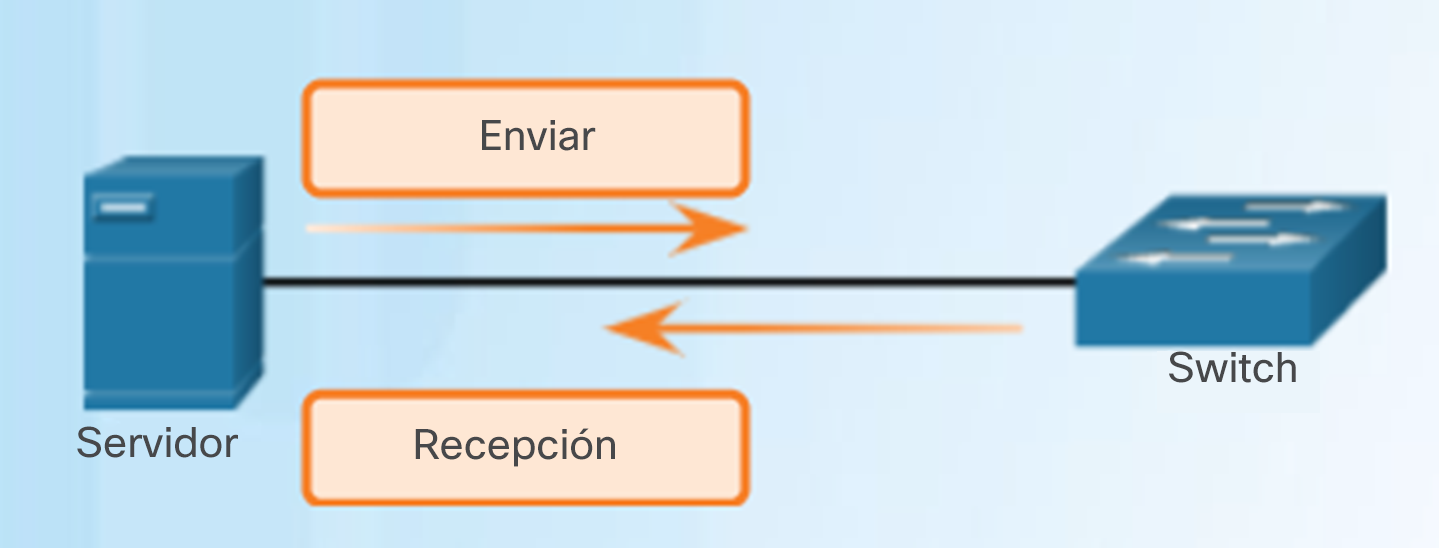 Enviar
Switch
Servidor
Recepción